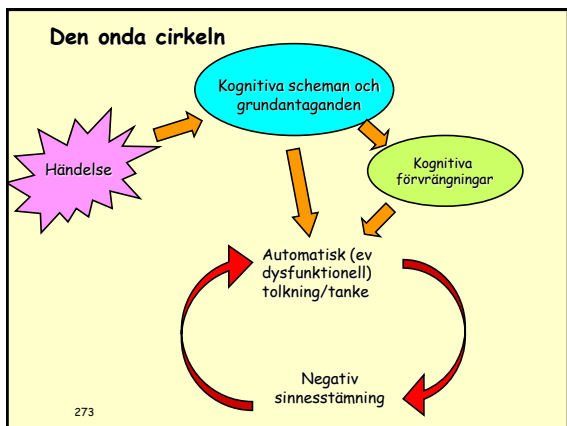 Den onda cirkeln
Kognitiva scheman och
grundantaganden
Händelse
Kognitiva
förvrängningar
Automatisk (ev
dysfunktionell)
tolkning/tanke
Negativ
sinnesstämning
273